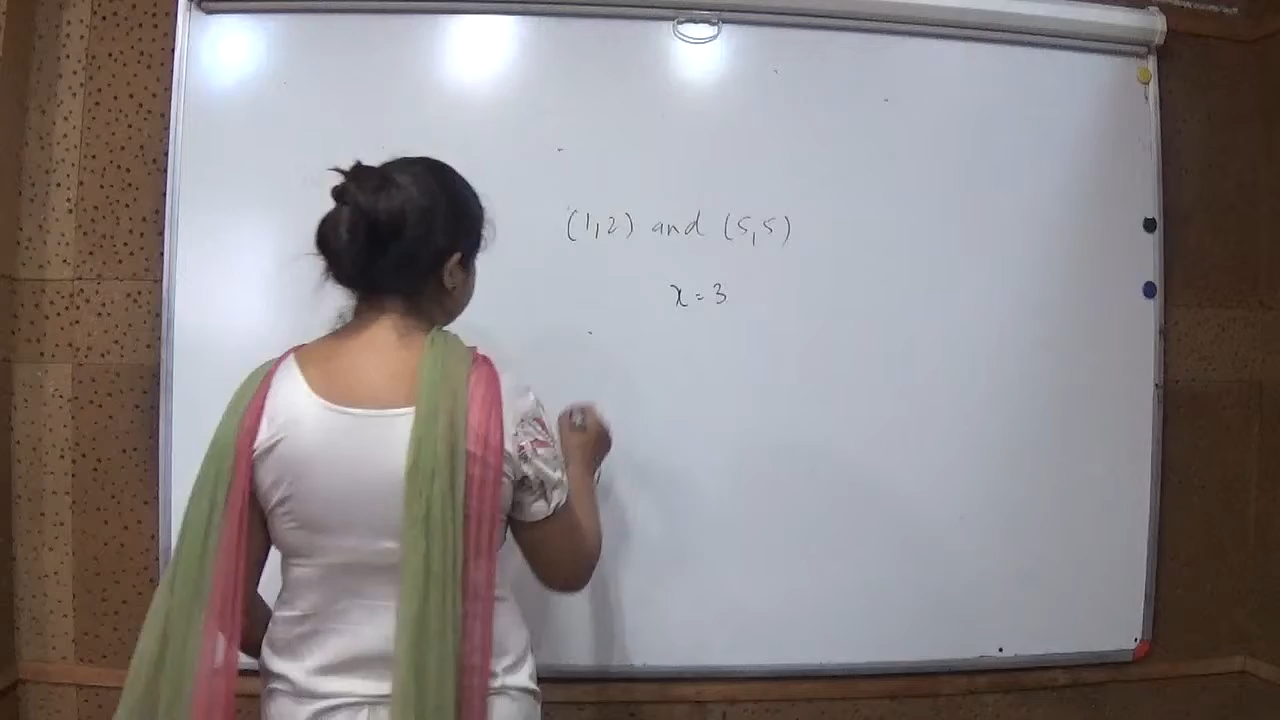 (1,2) and (5,5)
x = 3